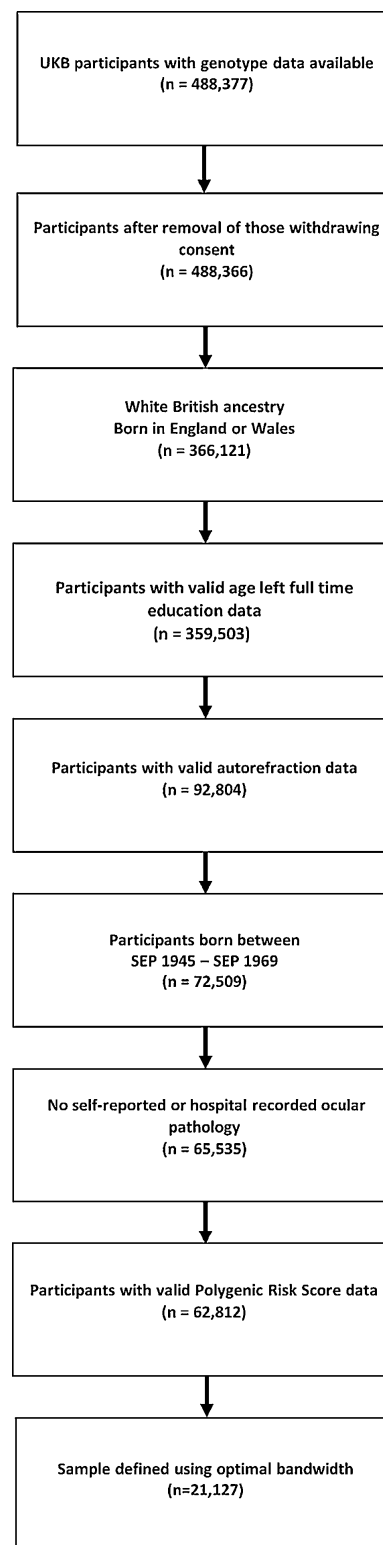 UKB participants with genotype data available
(n = 488,377)
Participants after removal of those withdrawing
consent
(n = 488,366)
White British ancestry
Born in England or Wales
(n = 366,121)
Participants with valid age left full time
education data
(n = 359,503)
Participants with valid autorefraction data
(n = 92,804)
Participants born between
SEP 1945 – SEP 1969
(n = 72,509)
No self-reported or hospital recorded ocular
pathology
(n = 65,535)
Participants with valid Polygenic Risk Score data
(n = 62,812)
Sample defined using optimal bandwidth
(n=21,127)